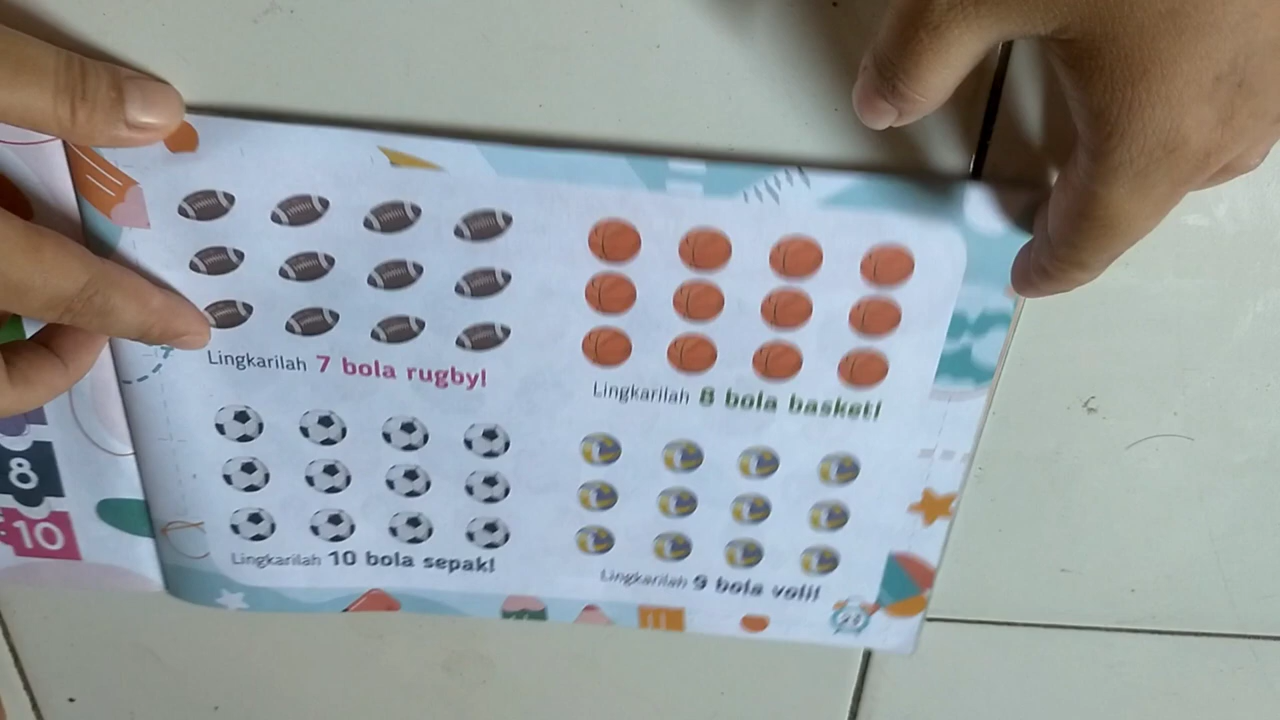 Lingkarilah 7 bola rugby!
Lingkarilah 8 bola basket!
Lingkarilah 10 bola sepak!
Lingkarilah 9 bola voli!
8
10